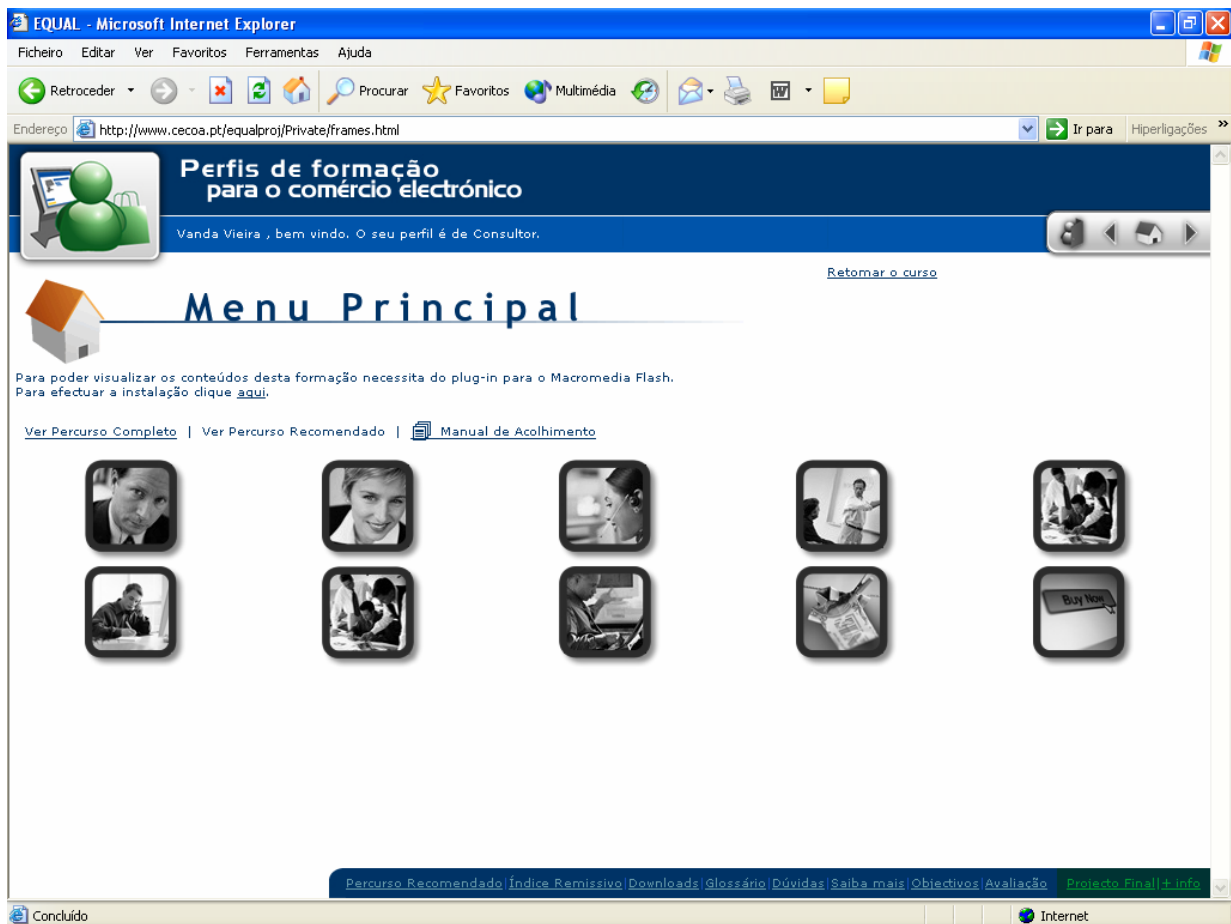 EQUAL - Microsoft Internet Explorer
Ficheiro Editar Ver Favoritos Ferramentas Ajuda
Retroceder Procurar Favoritos Multimédia
Endereço http://www.cecoa.pt/equalproj/Private/frames.html Ir para Hiperligações »
Perfis de formação
para o comércio electrónico
Vanda Vieira , bem vindo. O seu perfil é de Consultor.
Retomar o curso
Menu Principal
Para poder visualizar os conteúdos desta formação necessita do plug-in para o Macromedia Flash.
Para efectuar a instalação clique aqui.
Ver Percurso Completo | Ver Percurso Recomendado | Manual de Acolhimento
Buy Now
Percurso Recomendado|Índice Remissivo|Downloads|Glossário|Dúvidas|Saiba mais|Objectivos|Avaliação Projecto Final|+ info
Concluído Internet